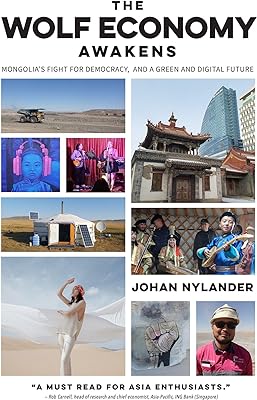 THE
WOLF ECONOMY
AWAKENS
MONGOLIA'S FIGHT FOR DEMOCRACY, AND A GREEN AND DIGITAL FUTURE
JOHAN NYLANDER
"A MUST READ FOR ASIA ENTHUSIASTS."
– Rob Carnell, head of research and chief economist, Asia-Pacific, ING Bank (Singapore)